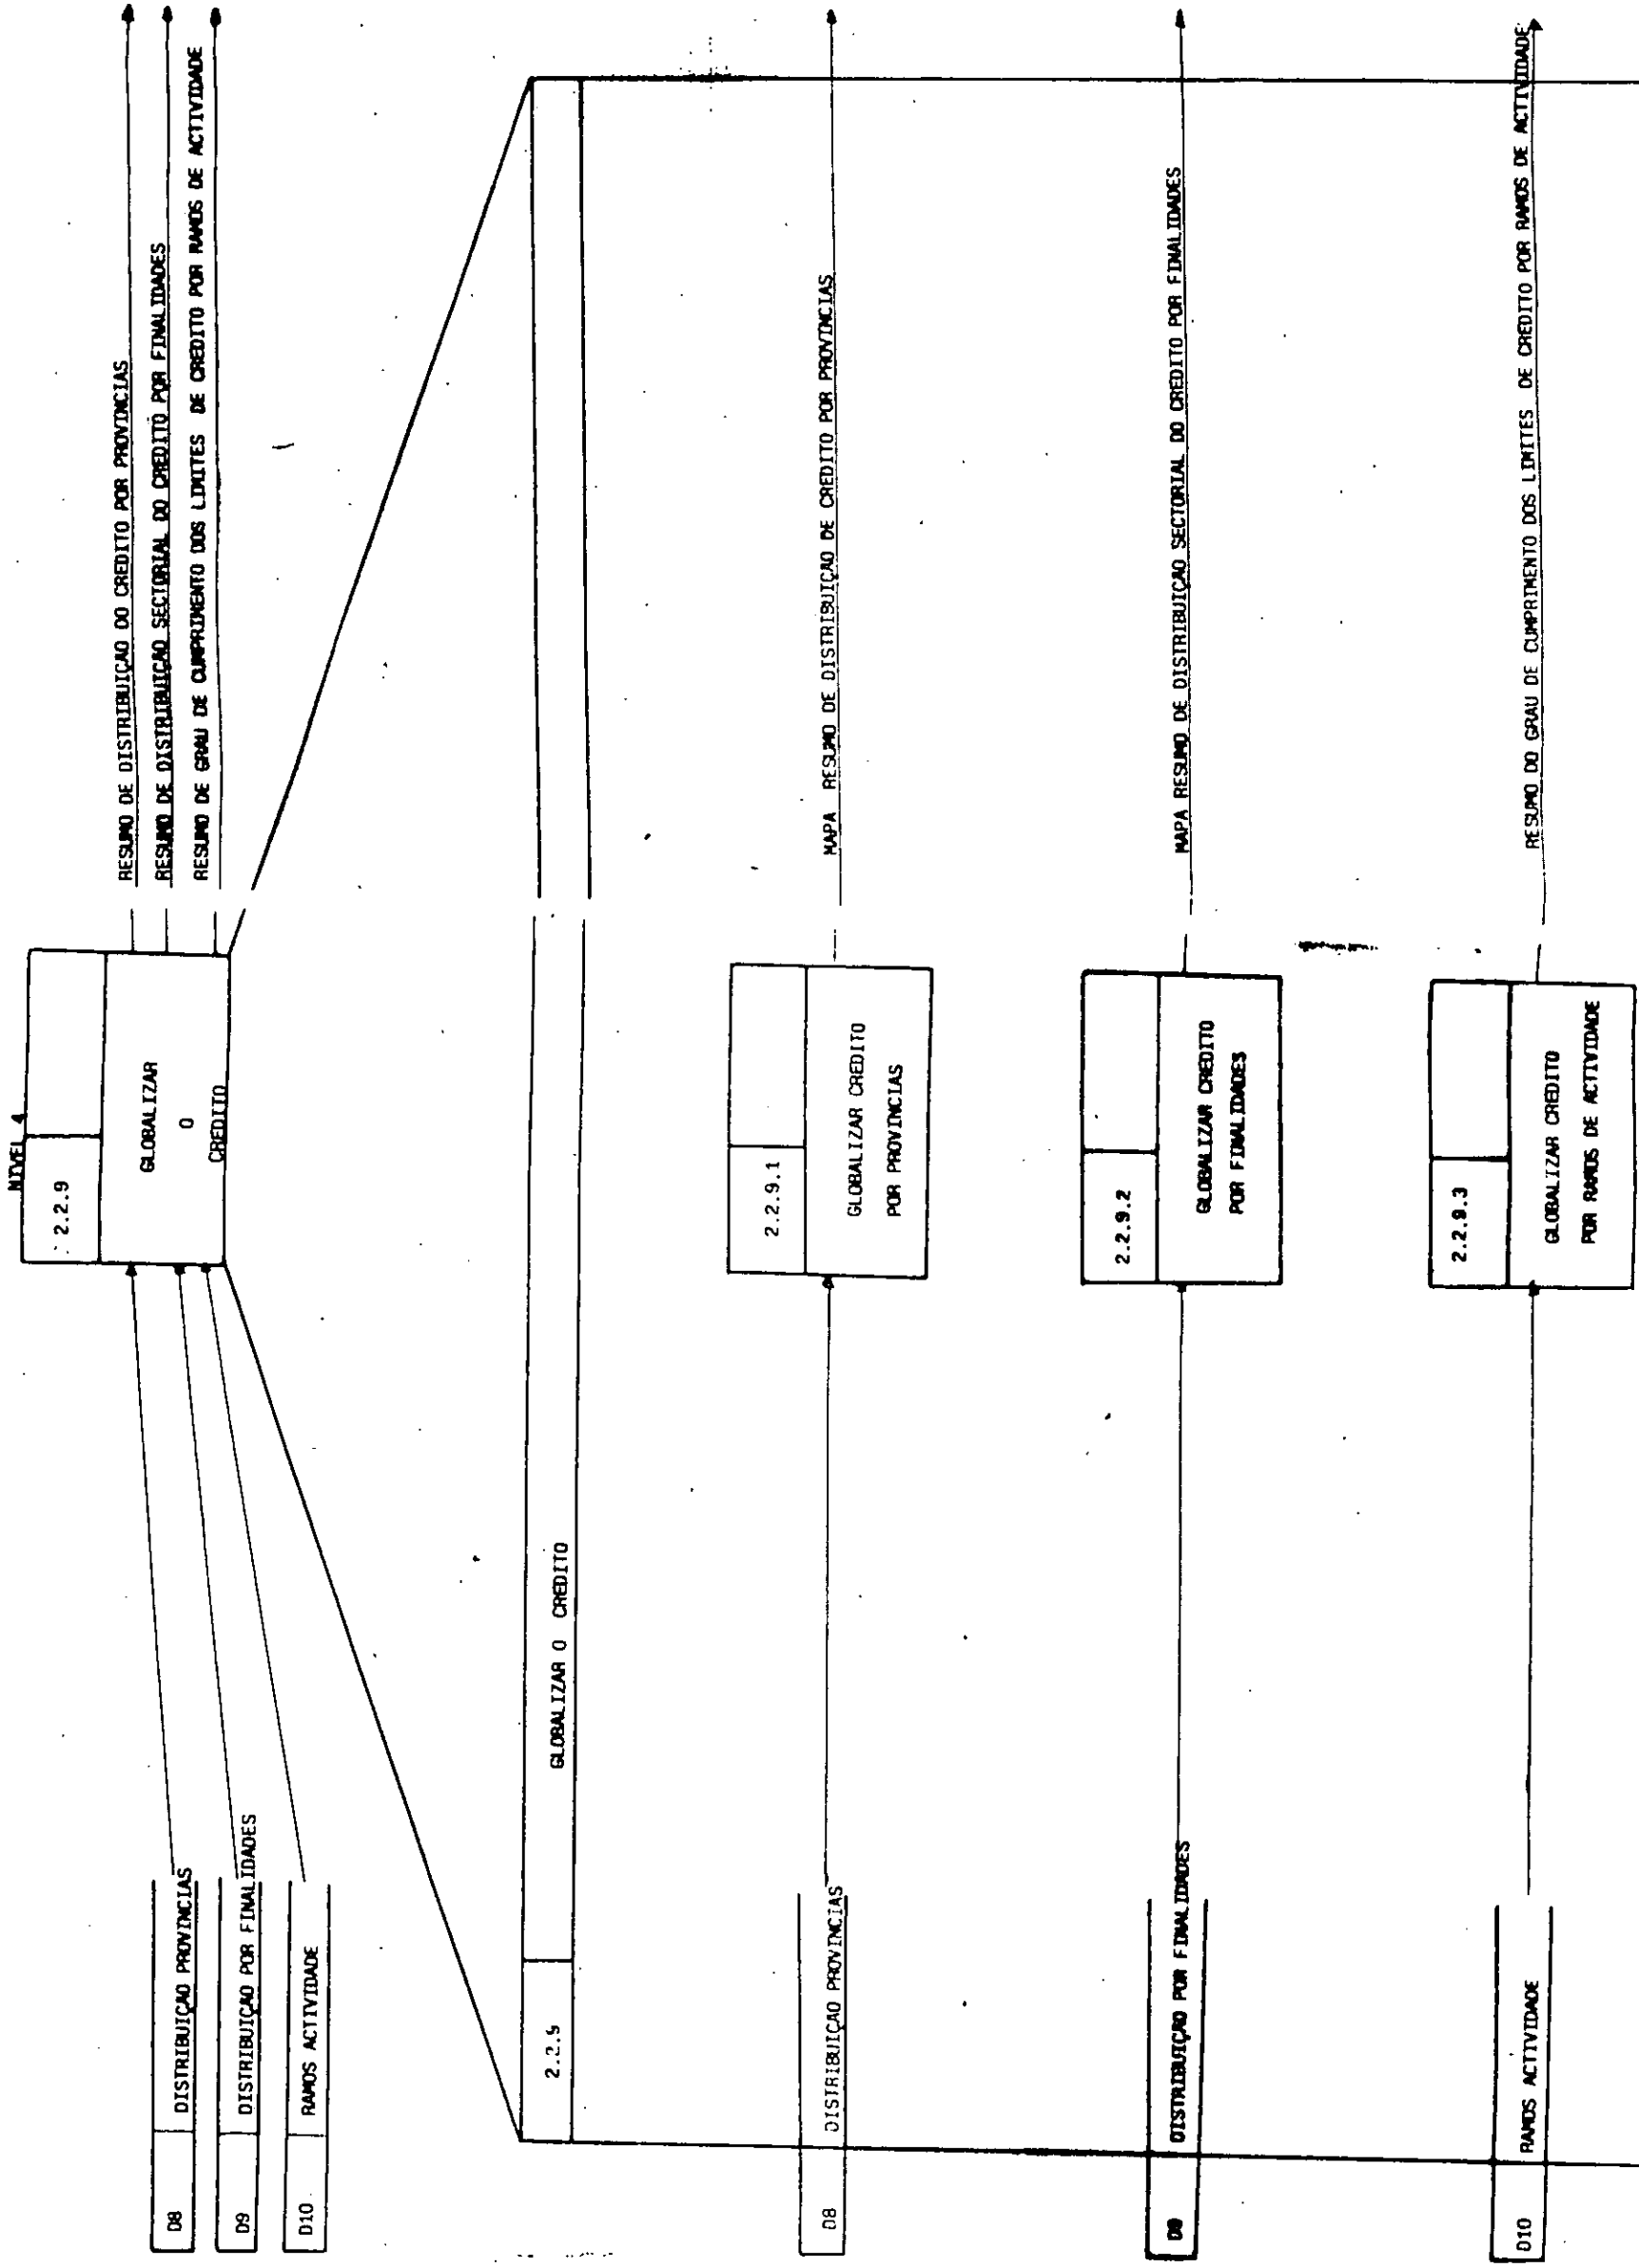 NIVEL 4
2.2.9
GLOBALIZAR
O
CREDITO
D8 DISTRIBUIÇAO PROVINCIAS
D9 DISTRIBUIÇAO POR FINALIDADES
D10 RAMOS ACTIVIDADE
RESUMO DE DISTRIBUIÇAO DO CREDITO POR PROVINCIAS
RESUMO DE DISTRIBUIÇAO SECTORIAL DO CREDITO POR FINALIDADES
RESUMO DE GRAU DE CUMPRIMENTO DOS LIMITES DE CREDITO POR RAMOS DE ACTIVIDADE
2.2.9 GLOBALIZAR O CREDITO
D8 DISTRIBUIÇAO PROVINCIAS
2.2.9.1
GLOBALIZAR CREDITO
POR PROVINCIAS
MAPA RESUMO DE DISTRIBUIÇAO DE CREDITO POR PROVINCIAS
D9 DISTRIBUIÇAO POR FINALIDADES
2.2.9.2
GLOBALIZAR CREDITO
POR FINALIDADES
MAPA RESUMO DE DISTRIBUIÇAO SECTORIAL DO CREDITO POR FINALIDADES
D10 RAMOS ACTIVIDADE
2.2.9.3
GLOBALIZAR CREDITO
POR RAMOS DE ACTIVIDADE
RESUMO DO GRAU DE CUMPRIMENTO DOS LIMITES DE CREDITO POR RAMOS DE ACTIVIDADE